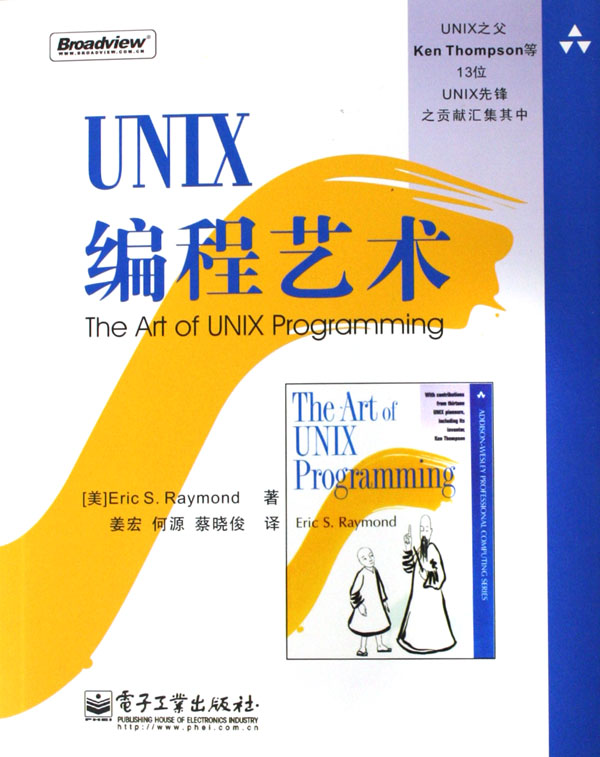 Broadview®
WWW.BROADVIEW.COM.CN
UNIX之父
Ken Thompson等
13位
UNIX先锋
之贡献汇集其中
UNIX
编程艺术
The Art of UNIX Programming
The Art of
UNIX
Programming
With contributions
from thirteen
UNIX pioneers,
including its
inventor,
Ken Thompson
Eric S. Raymond
ADDISON-WESLEY PROFESSIONAL COMPUTING SERIES
[美]Eric S. Raymond 著
姜宏 何源 蔡晓俊 译
PHEI
電子工業出版社
PUBLISHING HOUSE OF ELECTRONICS INDUSTRY
http://www.phei.com.cn